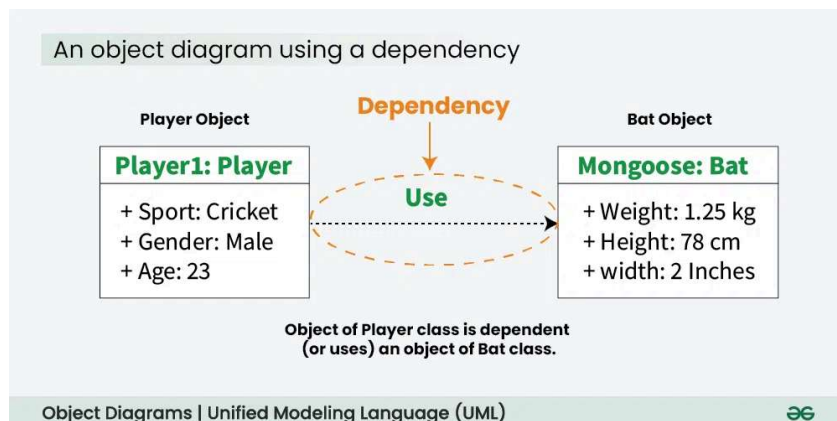 An object diagram using a dependency
Dependency
Player Object
Bat Object
Player1: Player
+ Sport: Cricket
+ Gender: Male
+ Age: 23
Use
Mongoose: Bat
+ Weight: 1.25 kg
+ Height: 78 cm
+ width: 2 Inches
Object of Player class is dependent
(or uses) an object of Bat class.
Object Diagrams | Unified Modeling Language (UML)